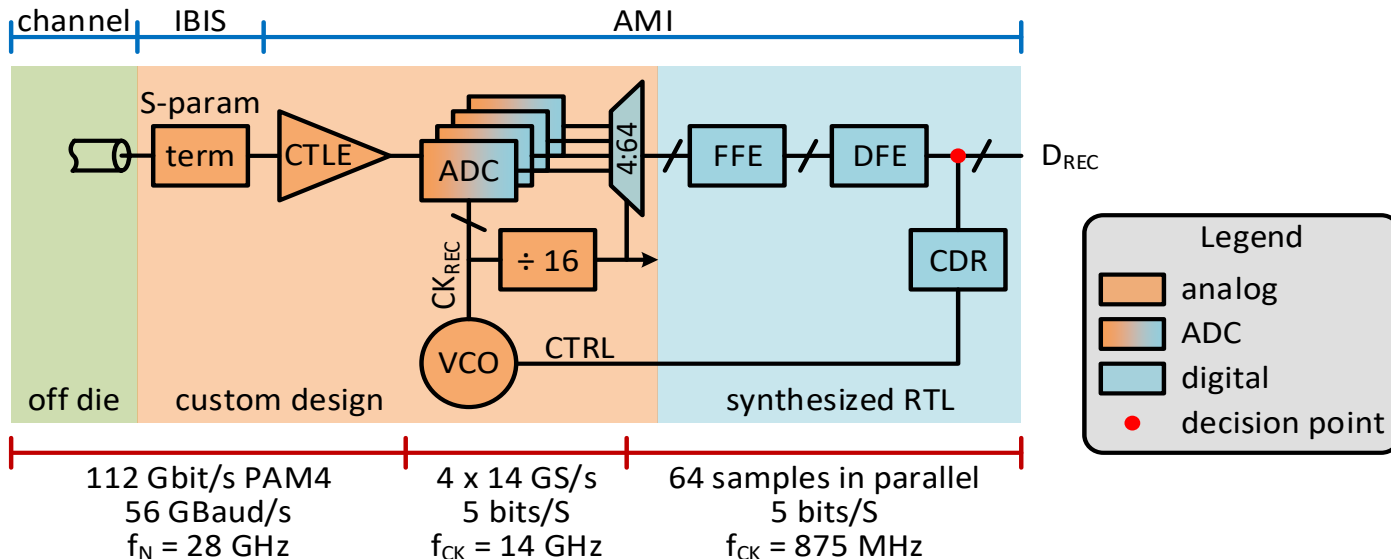 channel
IBIS
AMI
S-param
term
CTLE
ADC
4:64
FFE
DFE
D_REC
CK_REC
÷ 16
CDR
VCO
CTRL
off die
custom design
synthesized RTL
112 Gbit/s PAM4
56 GBaud/s
f_N = 28 GHz
4 x 14 GS/s
5 bits/S
f_CK = 14 GHz
64 samples in parallel
5 bits/S
f_CK = 875 MHz
Legend
analog
ADC
digital
decision point